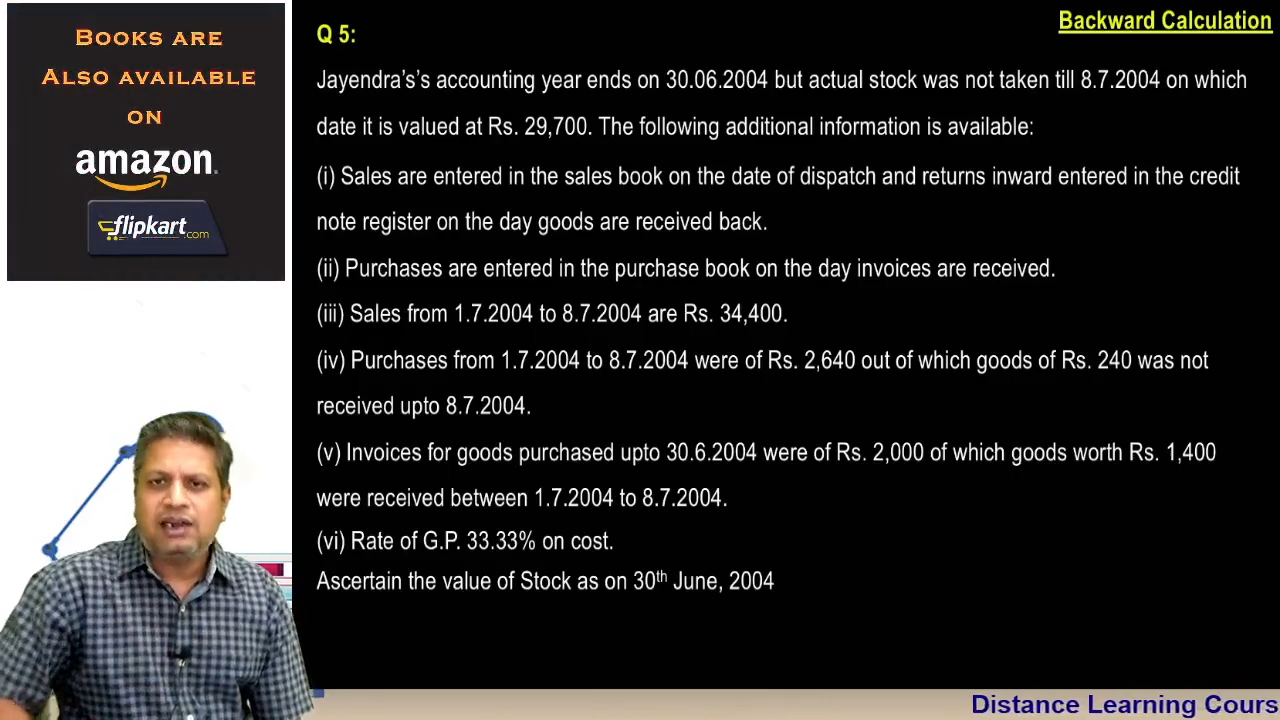 BOOKS ARE
ALSO AVAILABLE
ON
amazon.
flipkart.com
Backward Calculation
Q 5:
Jayendra's's accounting year ends on 30.06.2004 but actual stock was not taken till 8.7.2004 on which
date it is valued at Rs. 29,700. The following additional information is available:
(i) Sales are entered in the sales book on the date of dispatch and returns inward entered in the credit
note register on the day goods are received back.
(ii) Purchases are entered in the purchase book on the day invoices are received.
(iii) Sales from 1.7.2004 to 8.7.2004 are Rs. 34,400.
(iv) Purchases from 1.7.2004 to 8.7.2004 were of Rs. 2,640 out of which goods of Rs. 240 was not
received upto 8.7.2004.
(v) Invoices for goods purchased upto 30.6.2004 were of Rs. 2,000 of which goods worth Rs. 1,400
were received between 1.7.2004 to 8.7.2004.
(vi) Rate of G.P. 33.33% on cost.
Ascertain the value of Stock as on 30th June, 2004
Distance Learning Cours